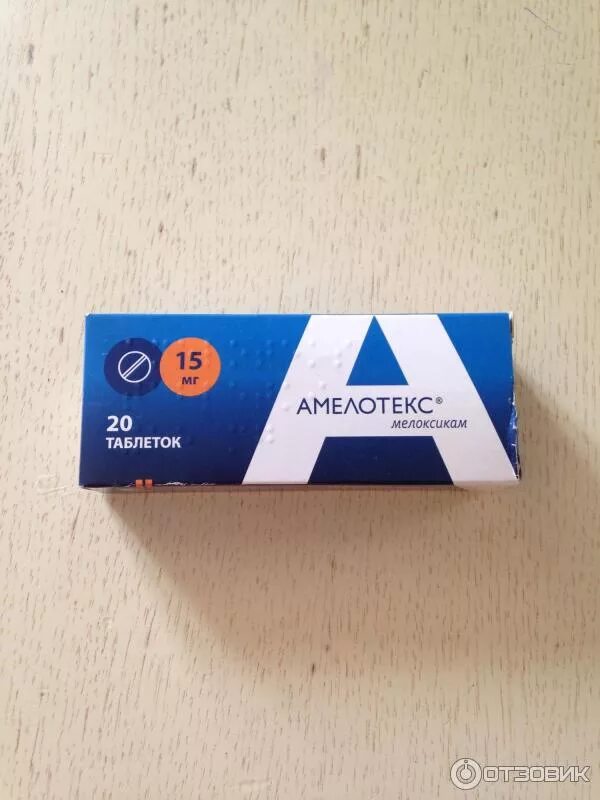 15
мг
20
ТАБЛЕТОК
АМЕЛОТЕКС®
мелоксикам
ОТЗОВИК